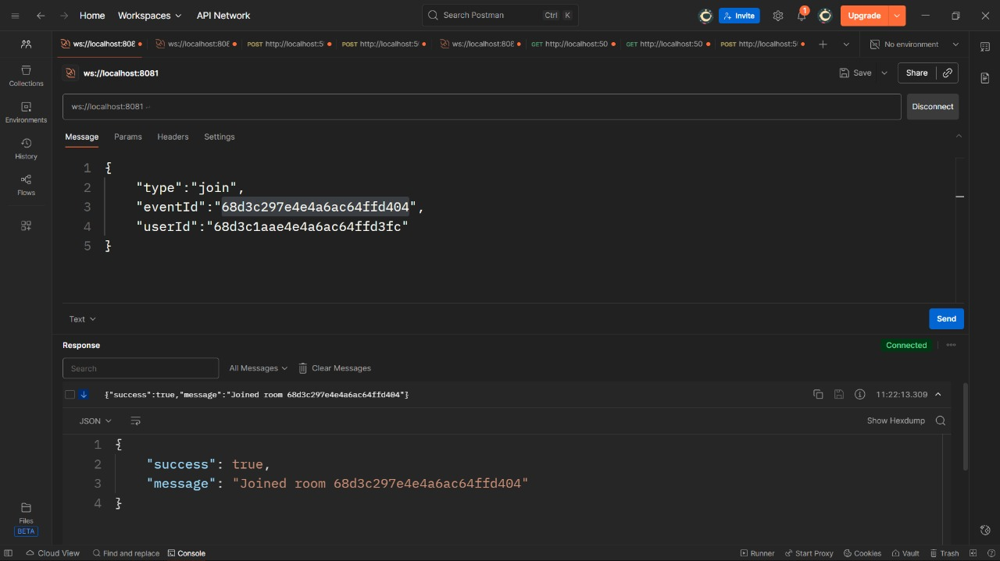 Home Workspaces API Network Search Postman Ctrl K Invite 1 Upgrade
ws://localhost:808 ws://localhost:808 POST http://localhost:5 POST http://localhost:5 ws://localhost:808 GET http://localhost:50 GET http://localhost:50 POST http://localhost:5 No environment
Collections
Environments
History
Flows
ws://localhost:8081 Save Share
ws://localhost:8081 Disconnect
Message Params Headers Settings
1 {
2 "type":"join",
3 "eventId":"68d3c297e4e4a6ac64ffd404",
4 "userId":"68d3c1aae4e4a6ac64ffd3fc"
5 }
Text Send
Response Connected
Search All Messages Clear Messages
{"success":true,"message":"Joined room 68d3c297e4e4a6ac64ffd404"} 11:22:13.309
JSON Show Hexdump
1 {
2 "success": true,
3 "message": "Joined room 68d3c297e4e4a6ac64ffd404"
4 }
Files
BETA
Cloud View Find and replace Console Runner Start Proxy Cookies Vault Trash